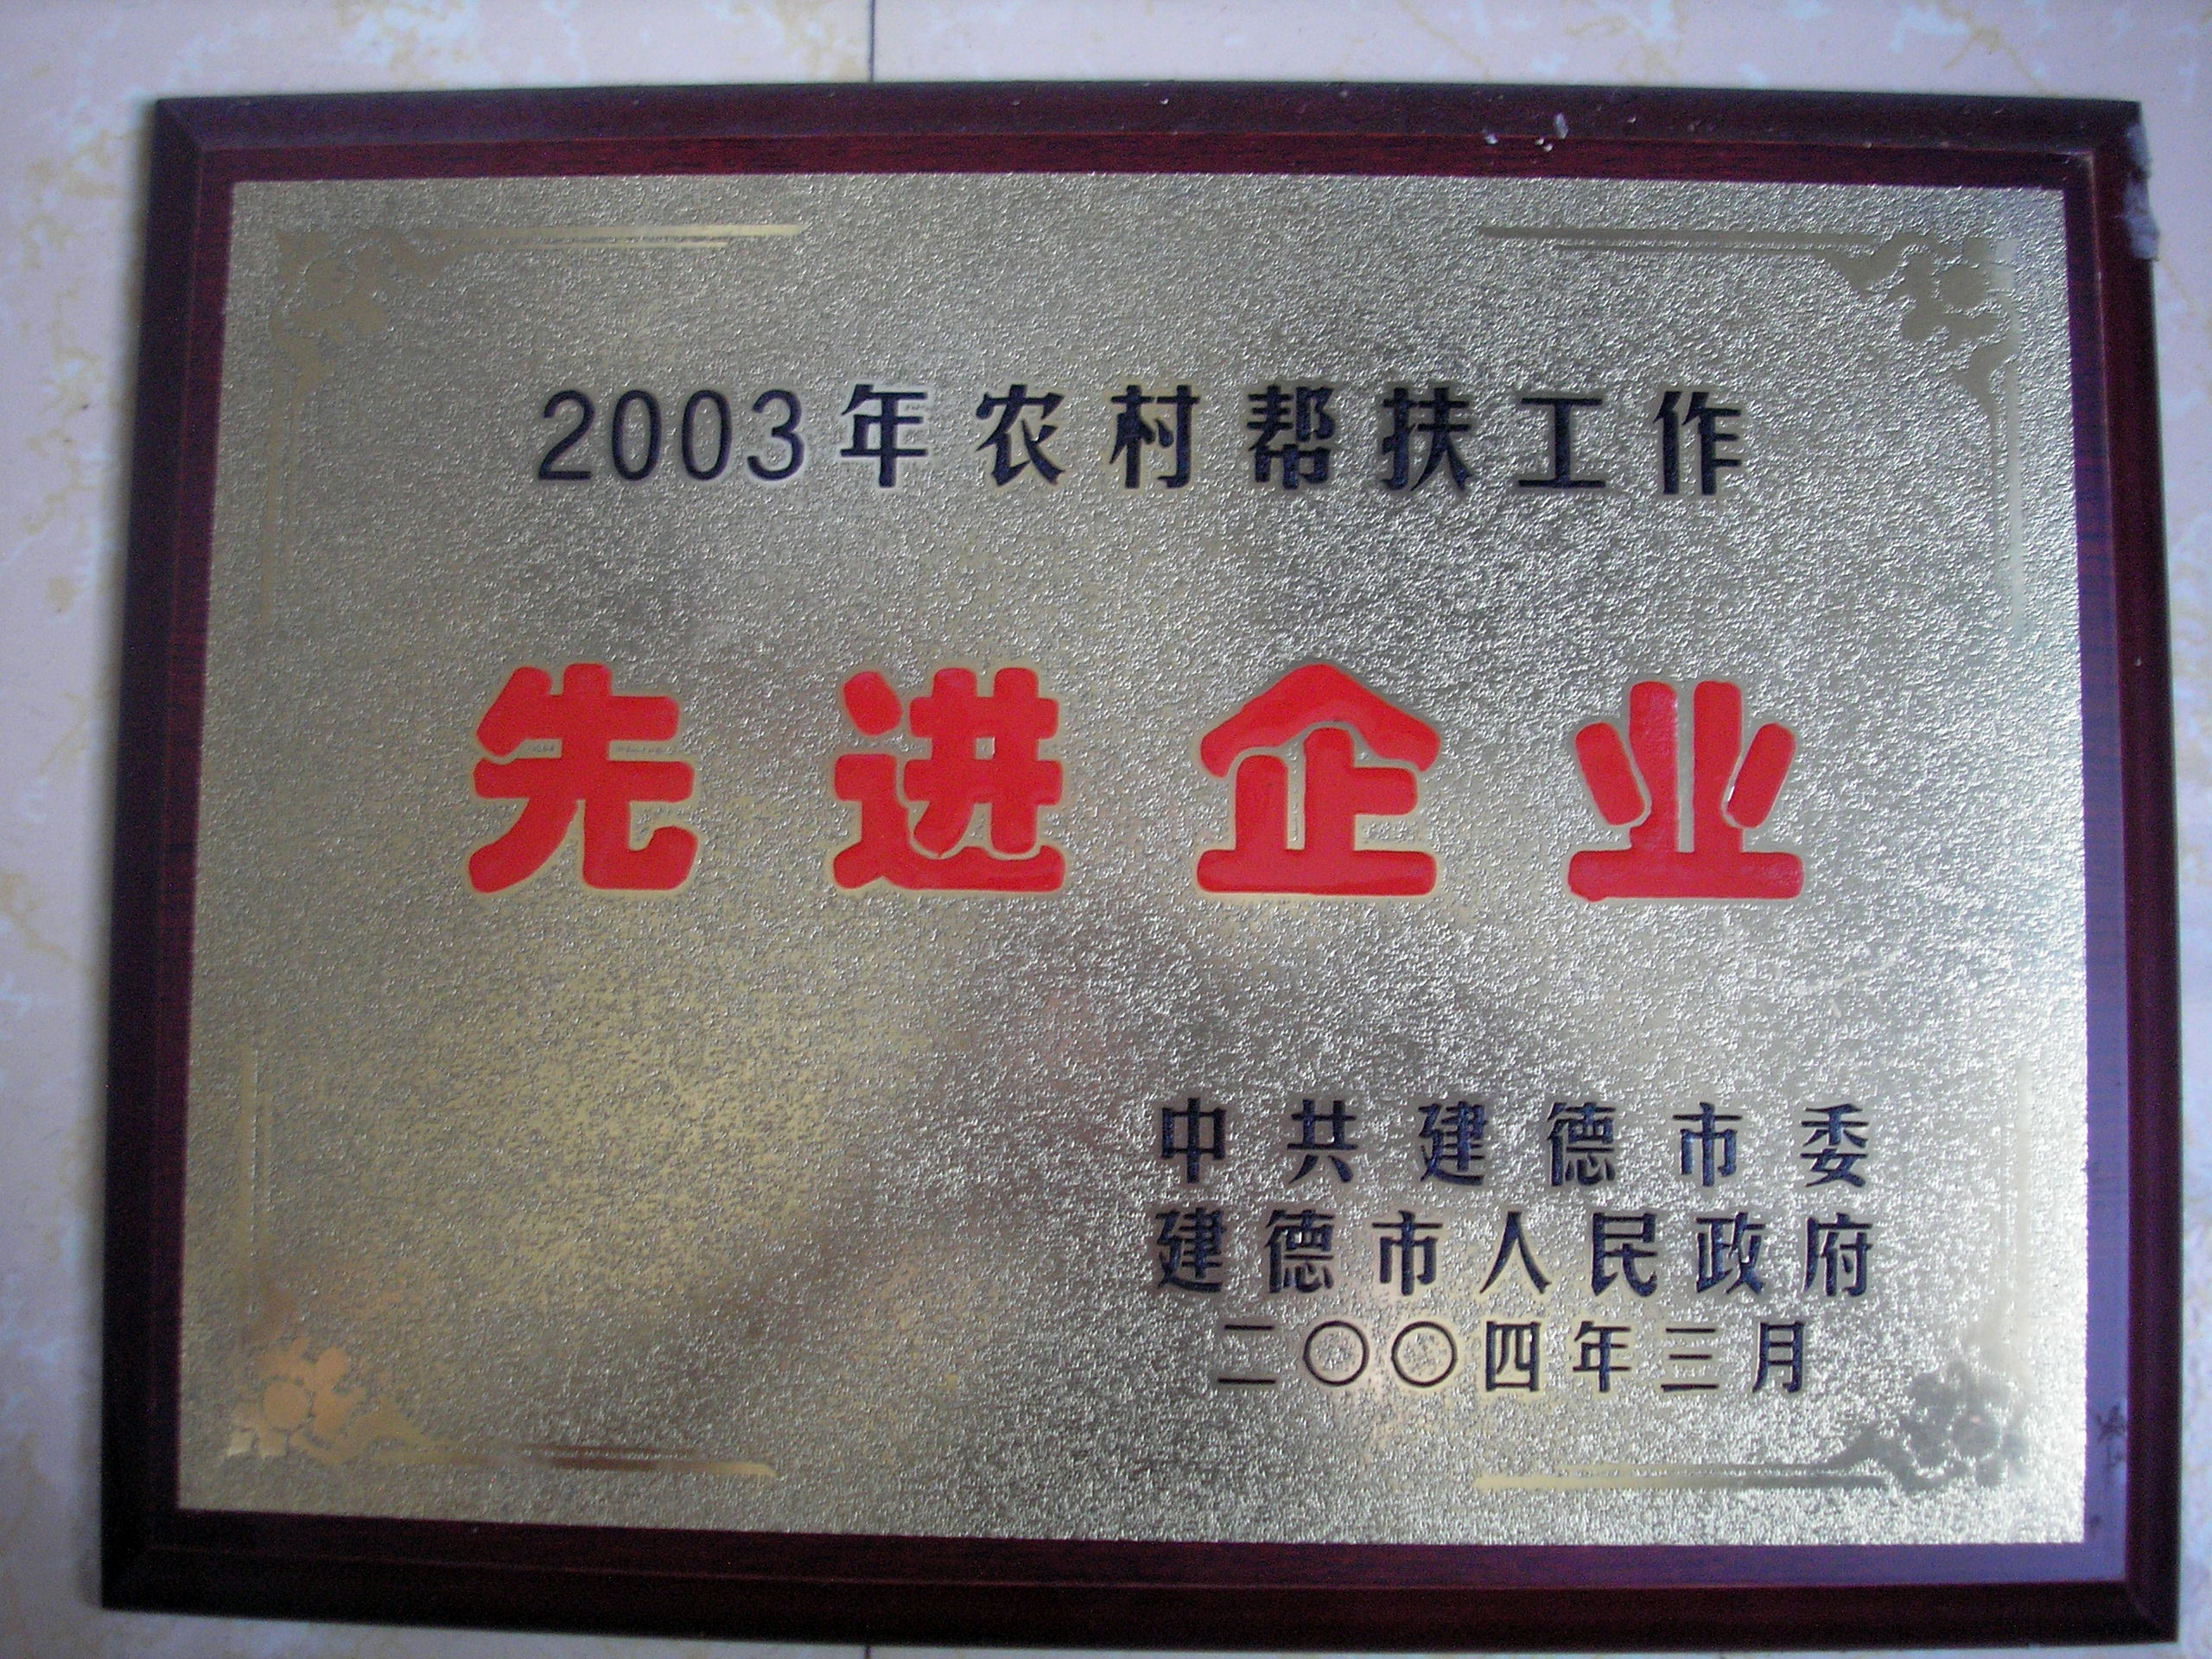 2003年农村帮扶工作
先进企业
中共建德市委
建德市人民政府
二〇〇四年三月